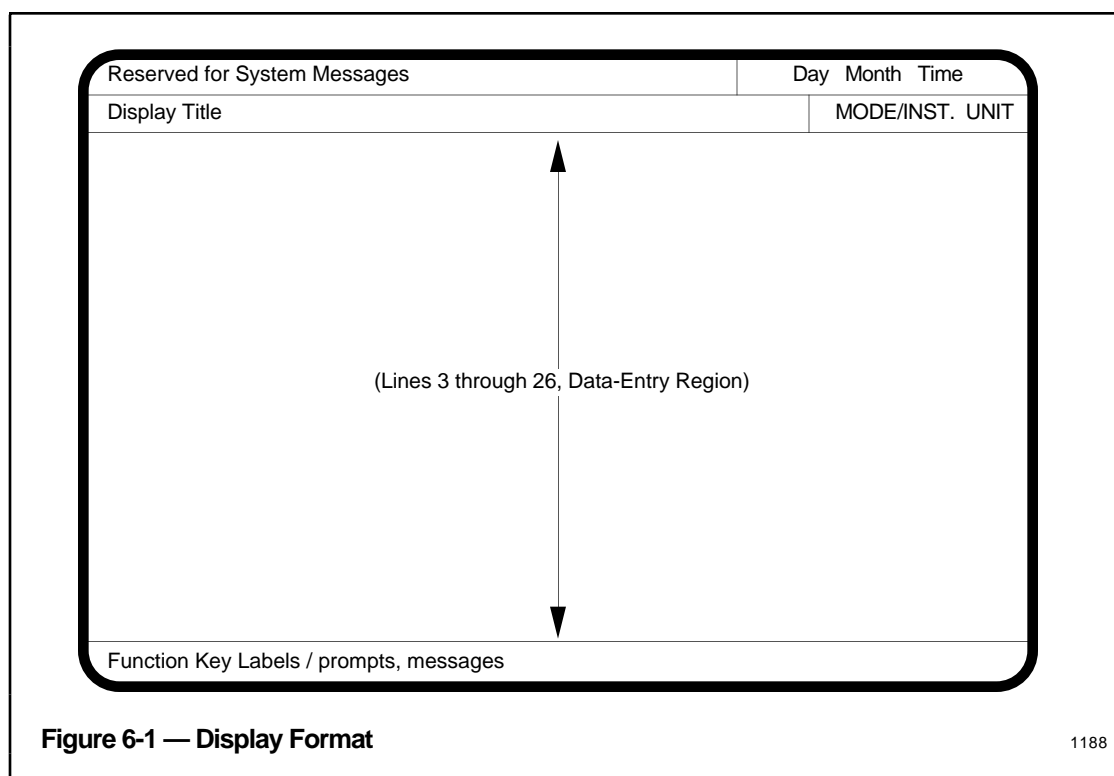 Reserved for System Messages Day Month Time
Display Title MODE/INST. UNIT
(Lines 3 through 26, Data-Entry Region)
Function Key Labels / prompts, messages
Figure 6-1 — Display Format 1188